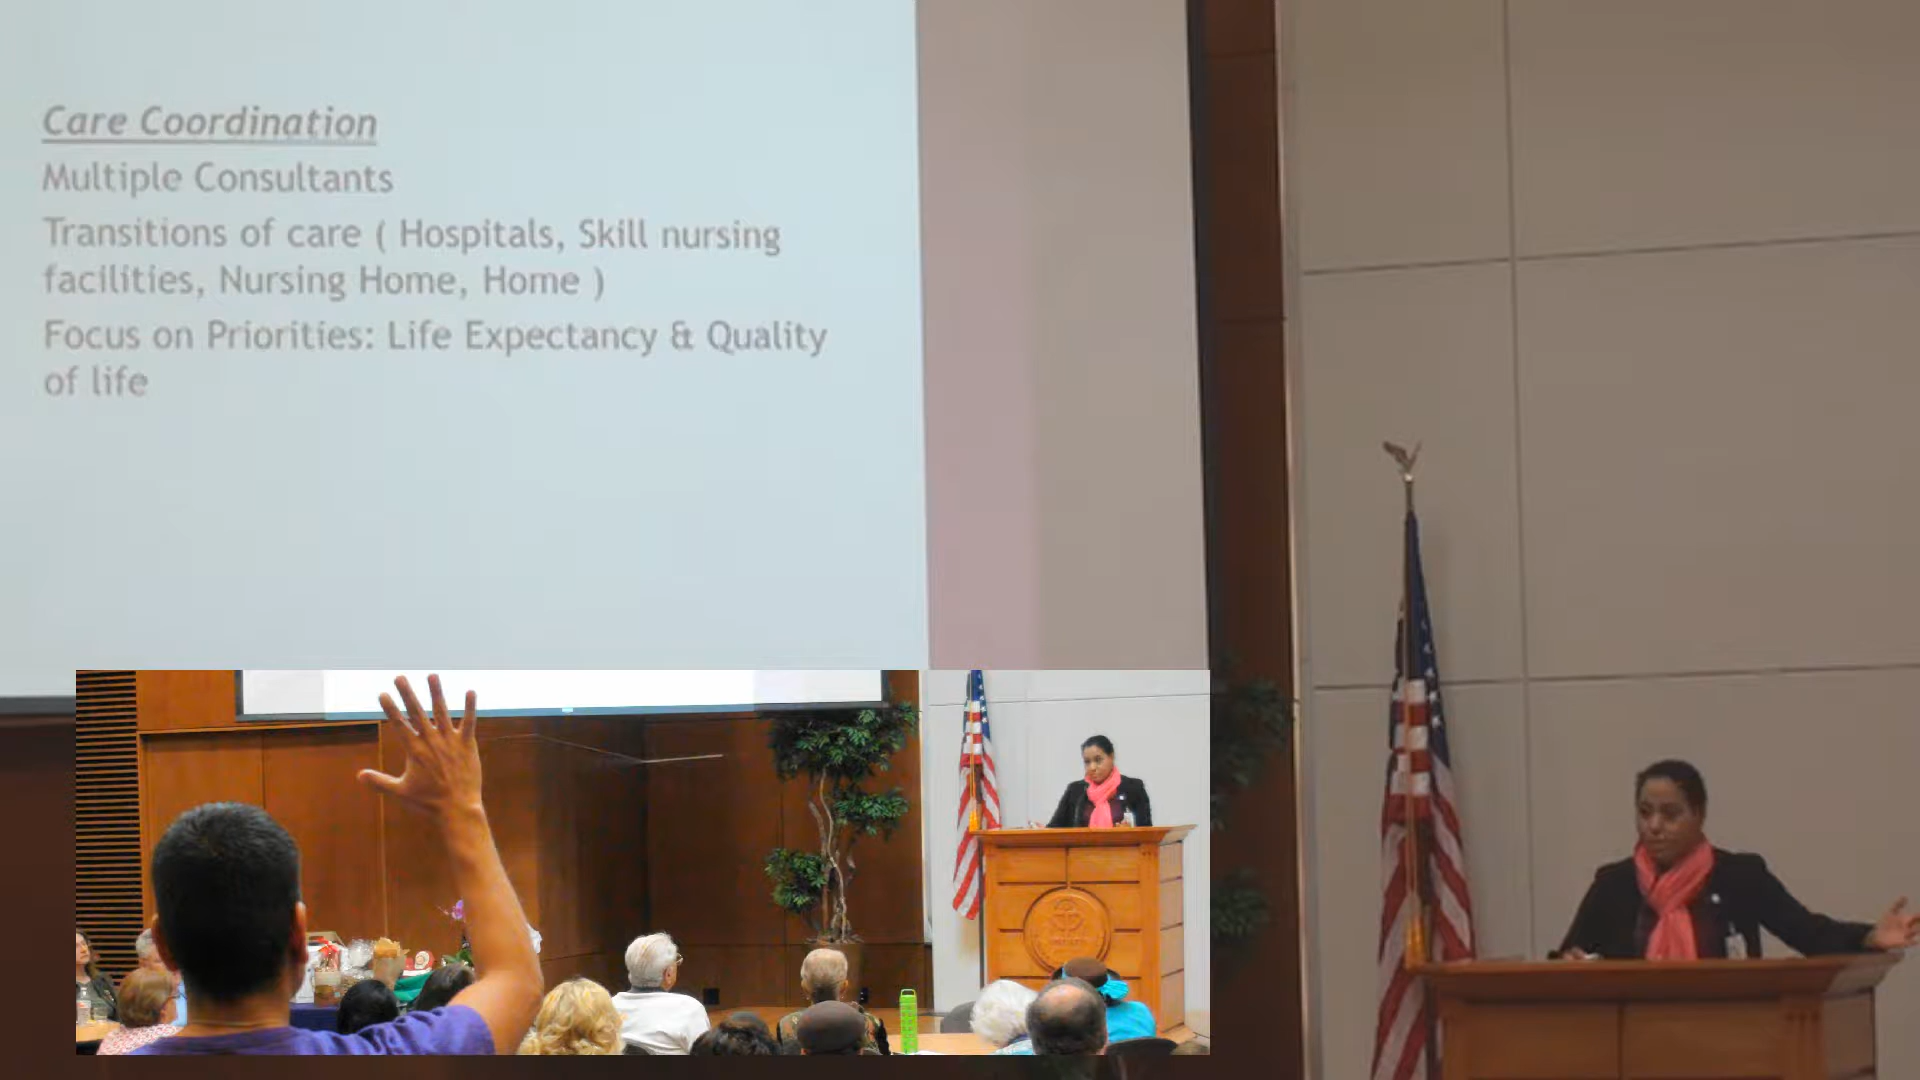 Care Coordination
Multiple Consultants
Transitions of care ( Hospitals, Skill nursing
facilities, Nursing Home, Home )
Focus on Priorities: Life Expectancy & Quality
of life